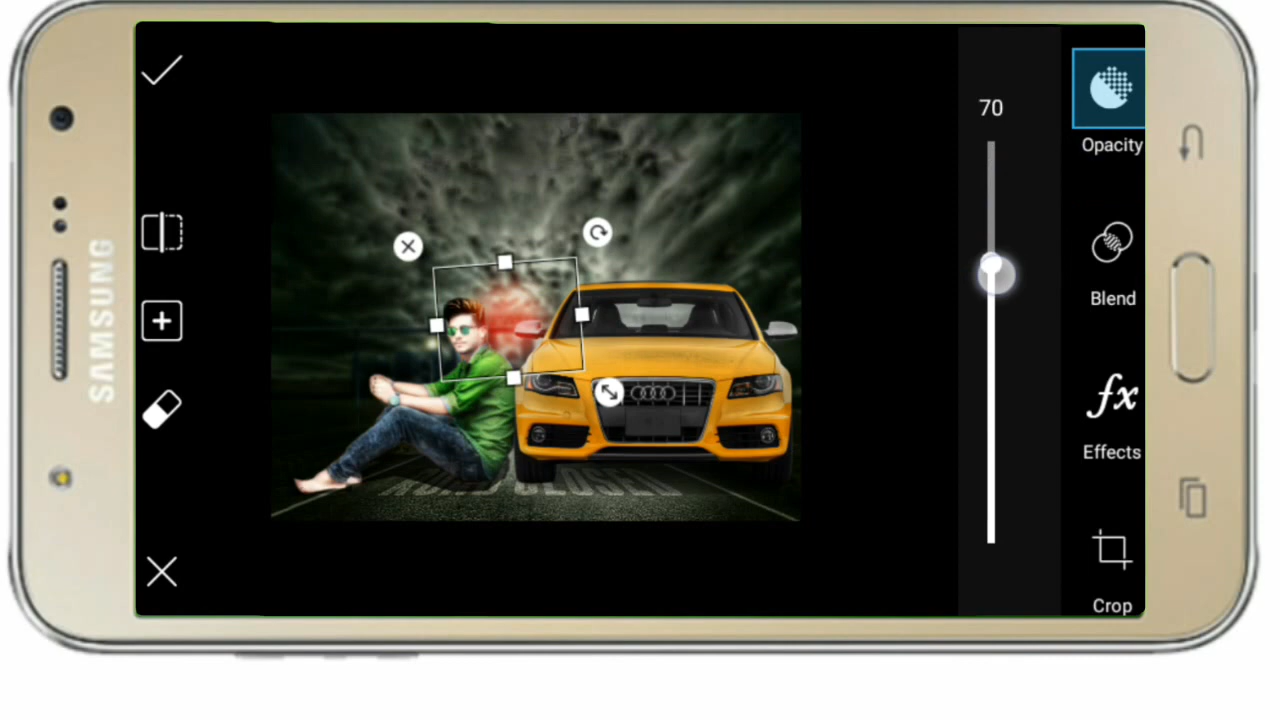 SAMSUNG
70
Opacity
Blend
fx
Effects
Crop
ROAD CLOSED